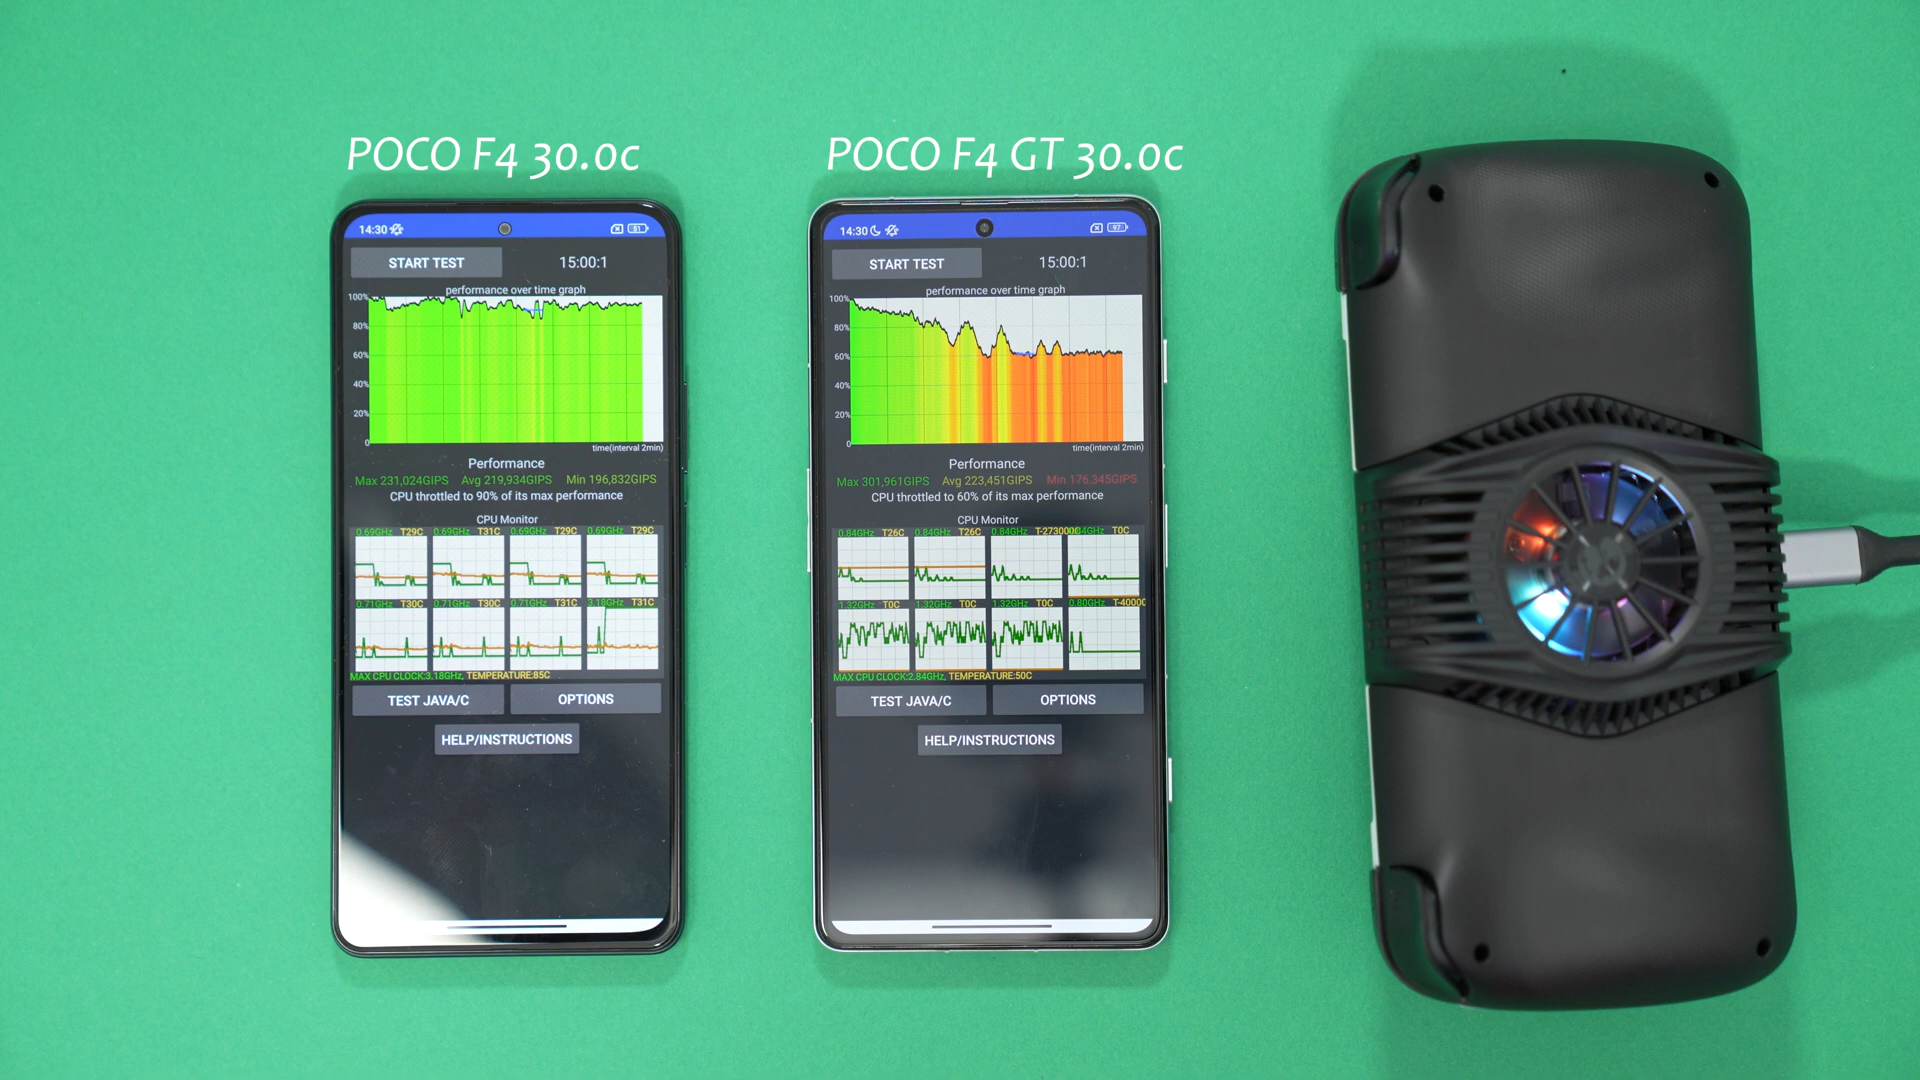 POCO F4 30.0c
14:30
51
START TEST
15:00:1
performance over time graph
100%
80%
60%
40%
20%
0
time(interval 2min)
Performance
Max 231,024GIPS Avg 219,934GIPS Min 196,832GIPS
CPU throttled to 90% of its max performance
CPU Monitor
0.69GHz T29C 0.69GHz T31C 0.69GHz T29C 0.69GHz T29C
0.71GHz T30C 0.71GHz T30C 0.71GHz T31C 3.18GHz T31C
MAX CPU CLOCK:3.18GHz, TEMPERATURE:85C
TEST JAVA/C
OPTIONS
HELP/INSTRUCTIONS
POCO F4 GT 30.0c
14:30
97
START TEST
15:00:1
performance over time graph
100%
80%
60%
40%
20%
0
time(interval 2min)
Performance
Max 301,961GIPS Avg 223,451GIPS Min 176,345GIPS
CPU throttled to 60% of its max performance
CPU Monitor
0.84GHz T26C 0.84GHz T26C 0.84GHz T0C
1.32GHz T0C 1.32GHz T0C 1.32GHz T0C 0.80GHz
MAX CPU CLOCK:2.84GHz, TEMPERATURE:50C
TEST JAVA/C
OPTIONS
HELP/INSTRUCTIONS